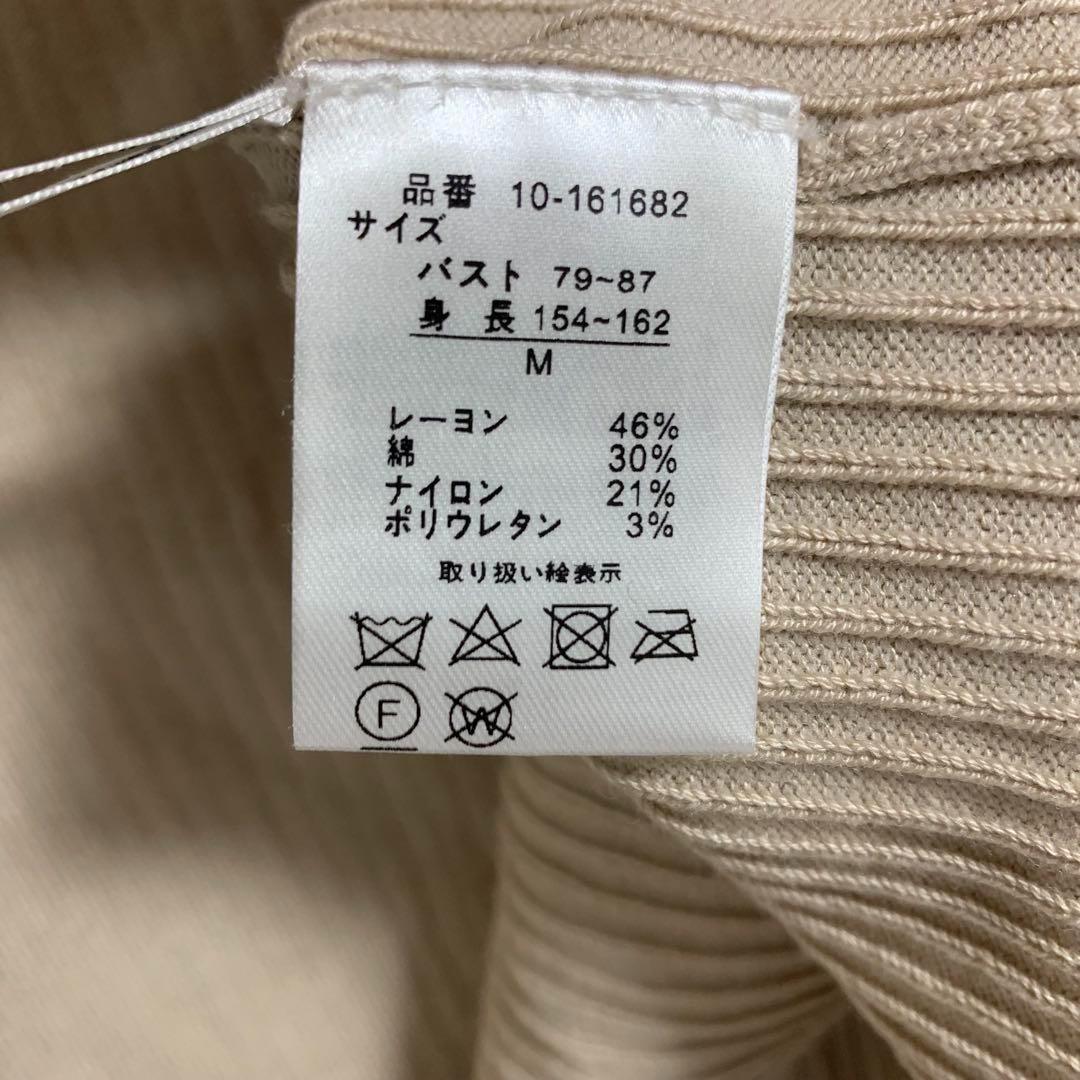 品番 10-161682
サイズ
バスト 79~87
身長 154~162
M
レーヨン 46%
綿 30%
ナイロン 21%
ポリウレタン 3%
取り扱い絵表示
F W